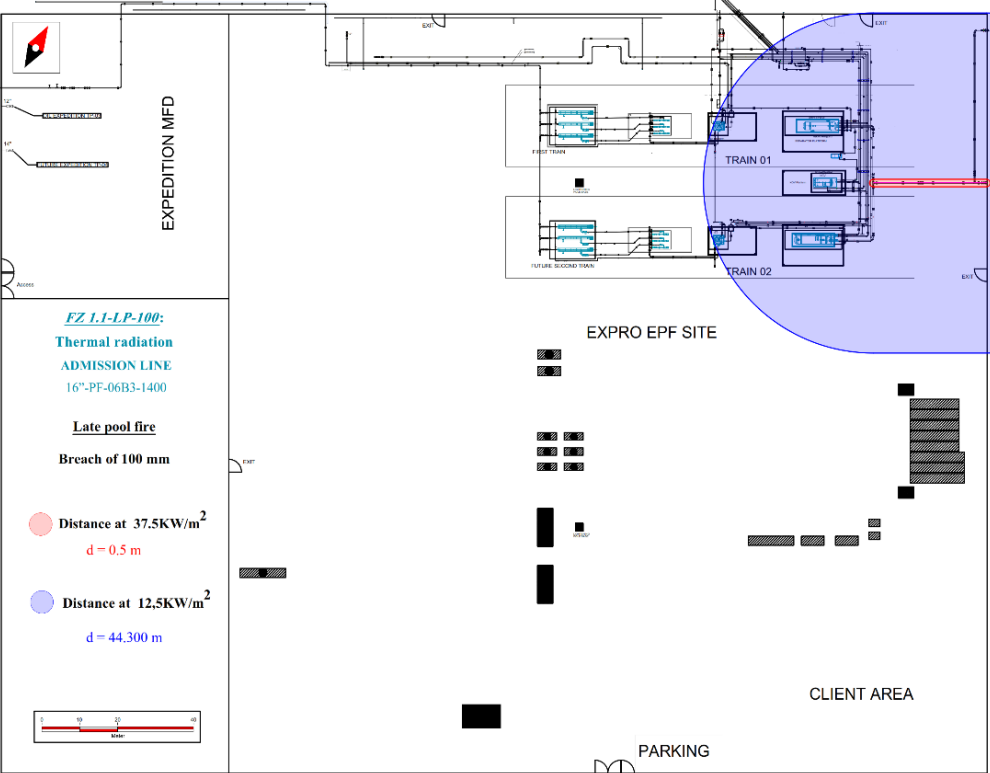 EXIT
EXIT
12"
14"
EXPEDITION MFD
FIRST TRAIN
TRAIN 01
FUTURE SECOND TRAIN
TRAIN 02
EXIT
Access
FZ 1.1-LP-100:
Thermal radiation
ADMISSION LINE
16"-PF-06B3-1400
Late pool fire
Breach of 100 mm
Distance at 37.5KW/m2
d = 0.5 m
Distance at 12,5KW/m2
d = 44.300 m
0 10 20 40
Meter
EXPRO EPF SITE
EXIT
CLIENT AREA
PARKING